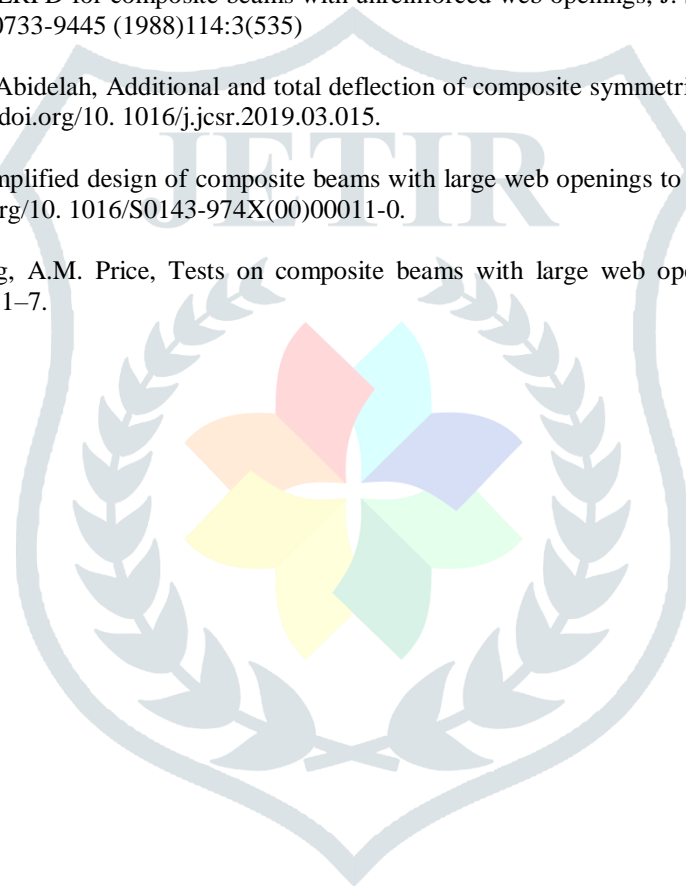 LRFD for composite beams with unreinforced web openings, J.
0733-9445 (1988)114:3(535)
Abidelah, Additional and total deflection of composite symmetri
doi.org/10. 1016/j.jcsr.2019.03.015.
mplified design of composite beams with large web openings to
rg/10. 1016/S0143-974X(00)00011-0.
JETIR
g, A.M. Price, Tests on composite beams with large web ope
1–7.